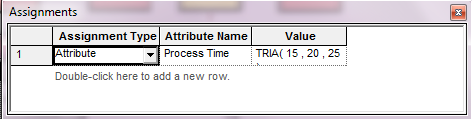 Assignments
Assignment Type Attribute Name Value
1 Attribute Process Time TRIA( 15 , 20 , 25
Double-click here to add a new row.